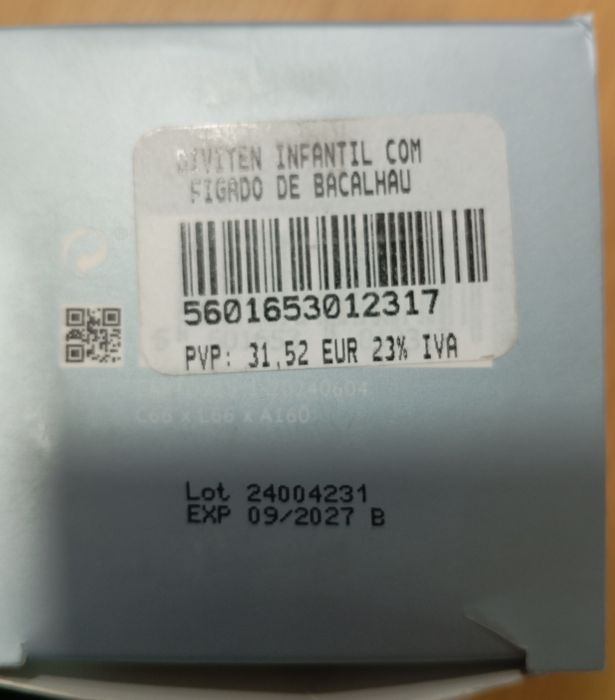 DIVITEN INFANTIL COM
FIGADO DE BACALHAU
5601653012317
PVP: 31,52 EUR 23% IVA
C66 x L66 x A160
Lot 24004231
EXP 09/2027 B